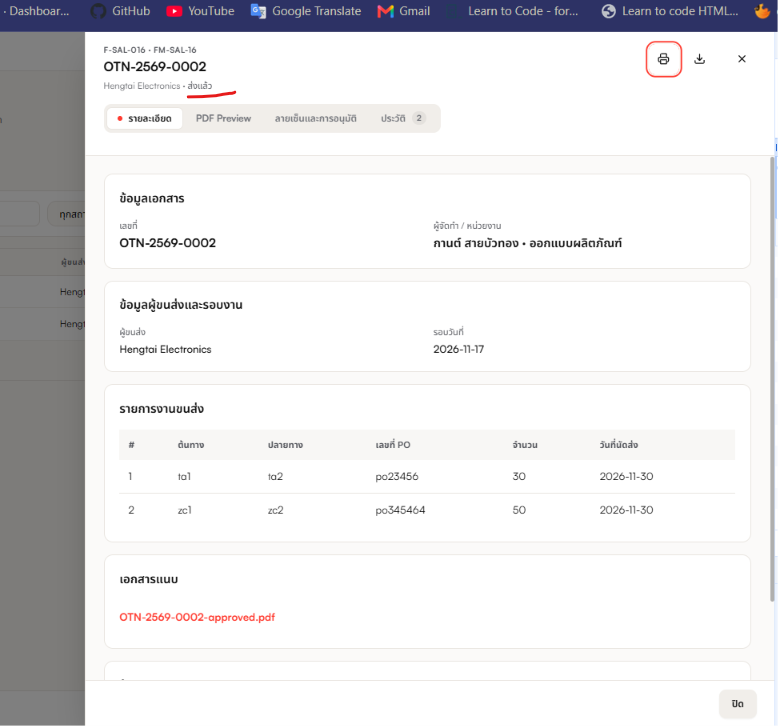 · Dashboar... GitHub YouTube Google Translate Gmail Learn to Code - for... Learn to code HTML...
F-SAL-016 · FM-SAL-16
OTN-2569-0002
Hengtai Electronics · ส่งแล้ว
รายละเอียด PDF Preview ลายเซ็นและการอนุมัติ ประวัติ 2
ข้อมูลเอกสาร
เลขที่ ผู้จัดทำ / หน่วยงาน
OTN-2569-0002 กานต์ สายบัวทอง • ออกแบบผลิตภัณฑ์
ข้อมูลผู้ขนส่งและรอบงาน
ผู้ขนส่ง รอบวันที่
Hengtai Electronics 2026-11-17
รายการงานขนส่ง
# ต้นทาง ปลายทาง เลขที่ PO จำนวน วันที่นัดส่ง
1 ta1 ta2 po23456 30 2026-11-30
2 zc1 zc2 po345464 50 2026-11-30
เอกสารแนบ
OTN-2569-0002-approved.pdf
ปิด
ทุกสถา
ผู้ขนส่
Hengt
Hengt